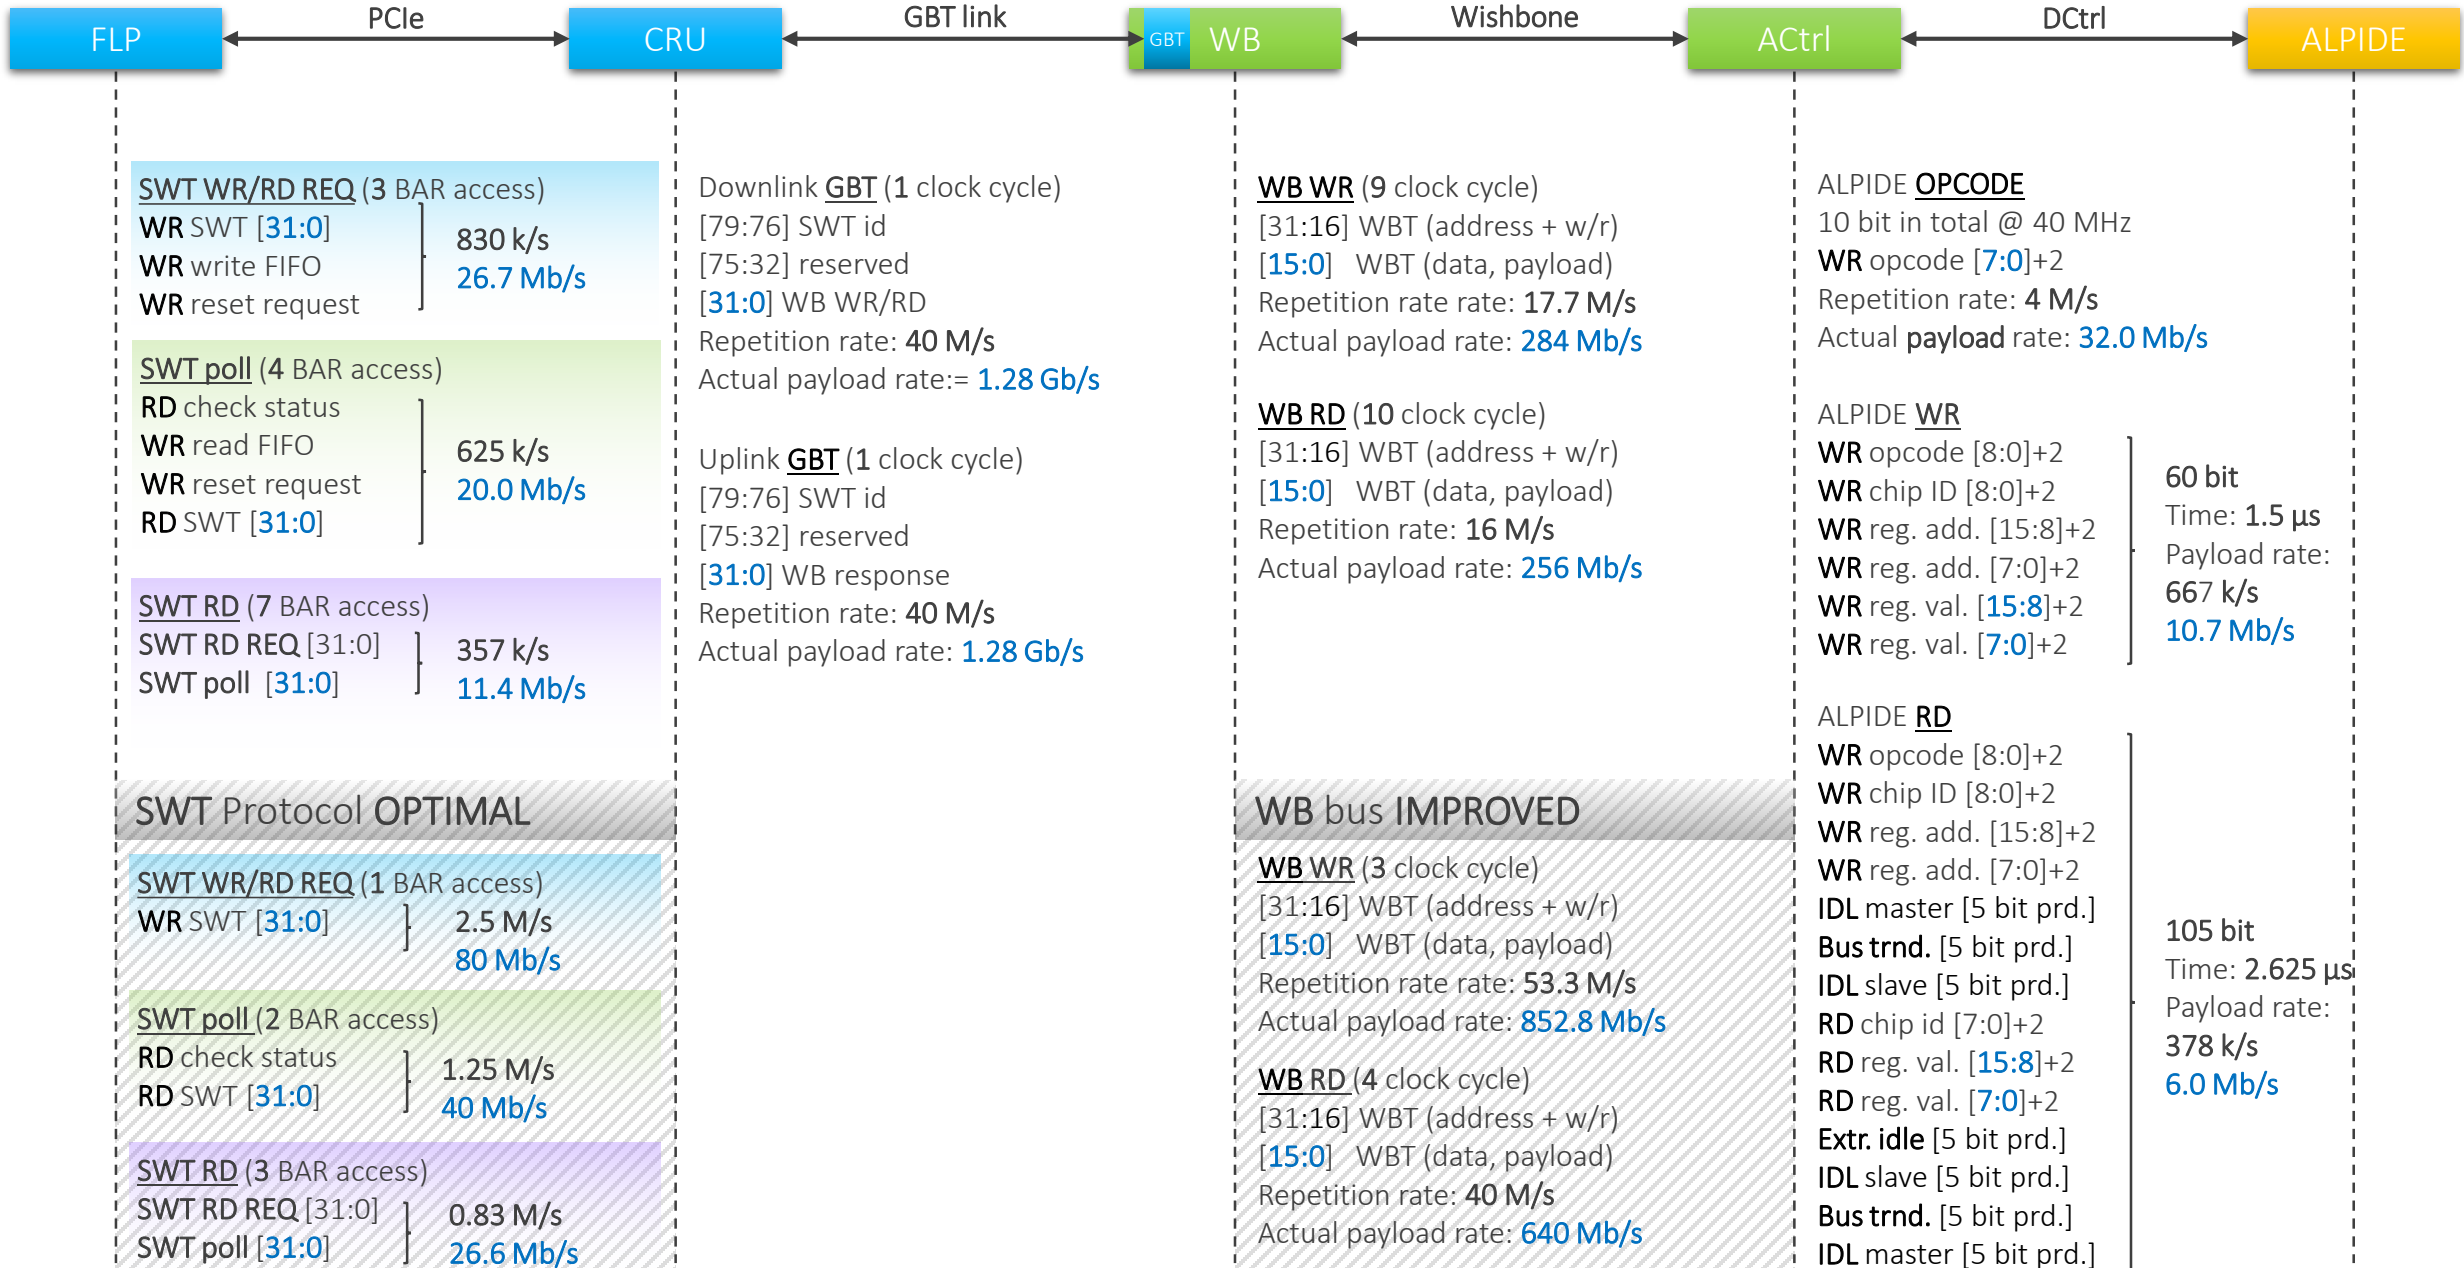 FLP
PCIe
CRU
GBT link
GBT
WB
Wishbone
ACtrl
DCtrl
ALPIDE
SWT WR/RD REQ (3 BAR access)
WR SWT [31:0]
WR write FIFO
WR reset request
830 k/s
26.7 Mb/s
SWT poll (4 BAR access)
RD check status
WR read FIFO
WR reset request
RD SWT [31:0]
625 k/s
20.0 Mb/s
SWT RD (7 BAR access)
SWT RD REQ [31:0]
SWT poll [31:0]
357 k/s
11.4 Mb/s
SWT Protocol OPTIMAL
SWT WR/RD REQ (1 BAR access)
WR SWT [31:0]
2.5 M/s
80 Mb/s
SWT poll (2 BAR access)
RD check status
RD SWT [31:0]
1.25 M/s
40 Mb/s
SWT RD (3 BAR access)
SWT RD REQ [31:0]
SWT poll [31:0]
0.83 M/s
26.6 Mb/s
Downlink GBT (1 clock cycle)
[79:76] SWT id
[75:32] reserved
[31:0] WB WR/RD
Repetition rate: 40 M/s
Actual payload rate:= 1.28 Gb/s
Uplink GBT (1 clock cycle)
[79:76] SWT id
[75:32] reserved
[31:0] WB response
Repetition rate: 40 M/s
Actual payload rate: 1.28 Gb/s
WB WR (9 clock cycle)
[31:16] WBT (address + w/r)
[15:0] WBT (data, payload)
Repetition rate rate: 17.7 M/s
Actual payload rate: 284 Mb/s
WB RD (10 clock cycle)
[31:16] WBT (address + w/r)
[15:0] WBT (data, payload)
Repetition rate: 16 M/s
Actual payload rate: 256 Mb/s
WB bus IMPROVED
WB WR (3 clock cycle)
[31:16] WBT (address + w/r)
[15:0] WBT (data, payload)
Repetition rate rate: 53.3 M/s
Actual payload rate: 852.8 Mb/s
WB RD (4 clock cycle)
[31:16] WBT (address + w/r)
[15:0] WBT (data, payload)
Repetition rate: 40 M/s
Actual payload rate: 640 Mb/s
ALPIDE OPCODE
10 bit in total @ 40 MHz
WR opcode [7:0]+2
Repetition rate: 4 M/s
Actual payload rate: 32.0 Mb/s
ALPIDE WR
WR opcode [8:0]+2
WR chip ID [8:0]+2
WR reg. add. [15:8]+2
WR reg. add. [7:0]+2
WR reg. val. [15:8]+2
WR reg. val. [7:0]+2
60 bit
Time: 1.5 µs
Payload rate:
667 k/s
10.7 Mb/s
ALPIDE RD
WR opcode [8:0]+2
WR chip ID [8:0]+2
WR reg. add. [15:8]+2
WR reg. add. [7:0]+2
IDL master [5 bit prd.]
Bus trnd. [5 bit prd.]
IDL slave [5 bit prd.]
RD chip id [7:0]+2
RD reg. val. [15:8]+2
RD reg. val. [7:0]+2
Extr. idle [5 bit prd.]
IDL slave [5 bit prd.]
Bus trnd. [5 bit prd.]
IDL master [5 bit prd.]
105 bit
Time: 2.625 µs
Payload rate:
378 k/s
6.0 Mb/s